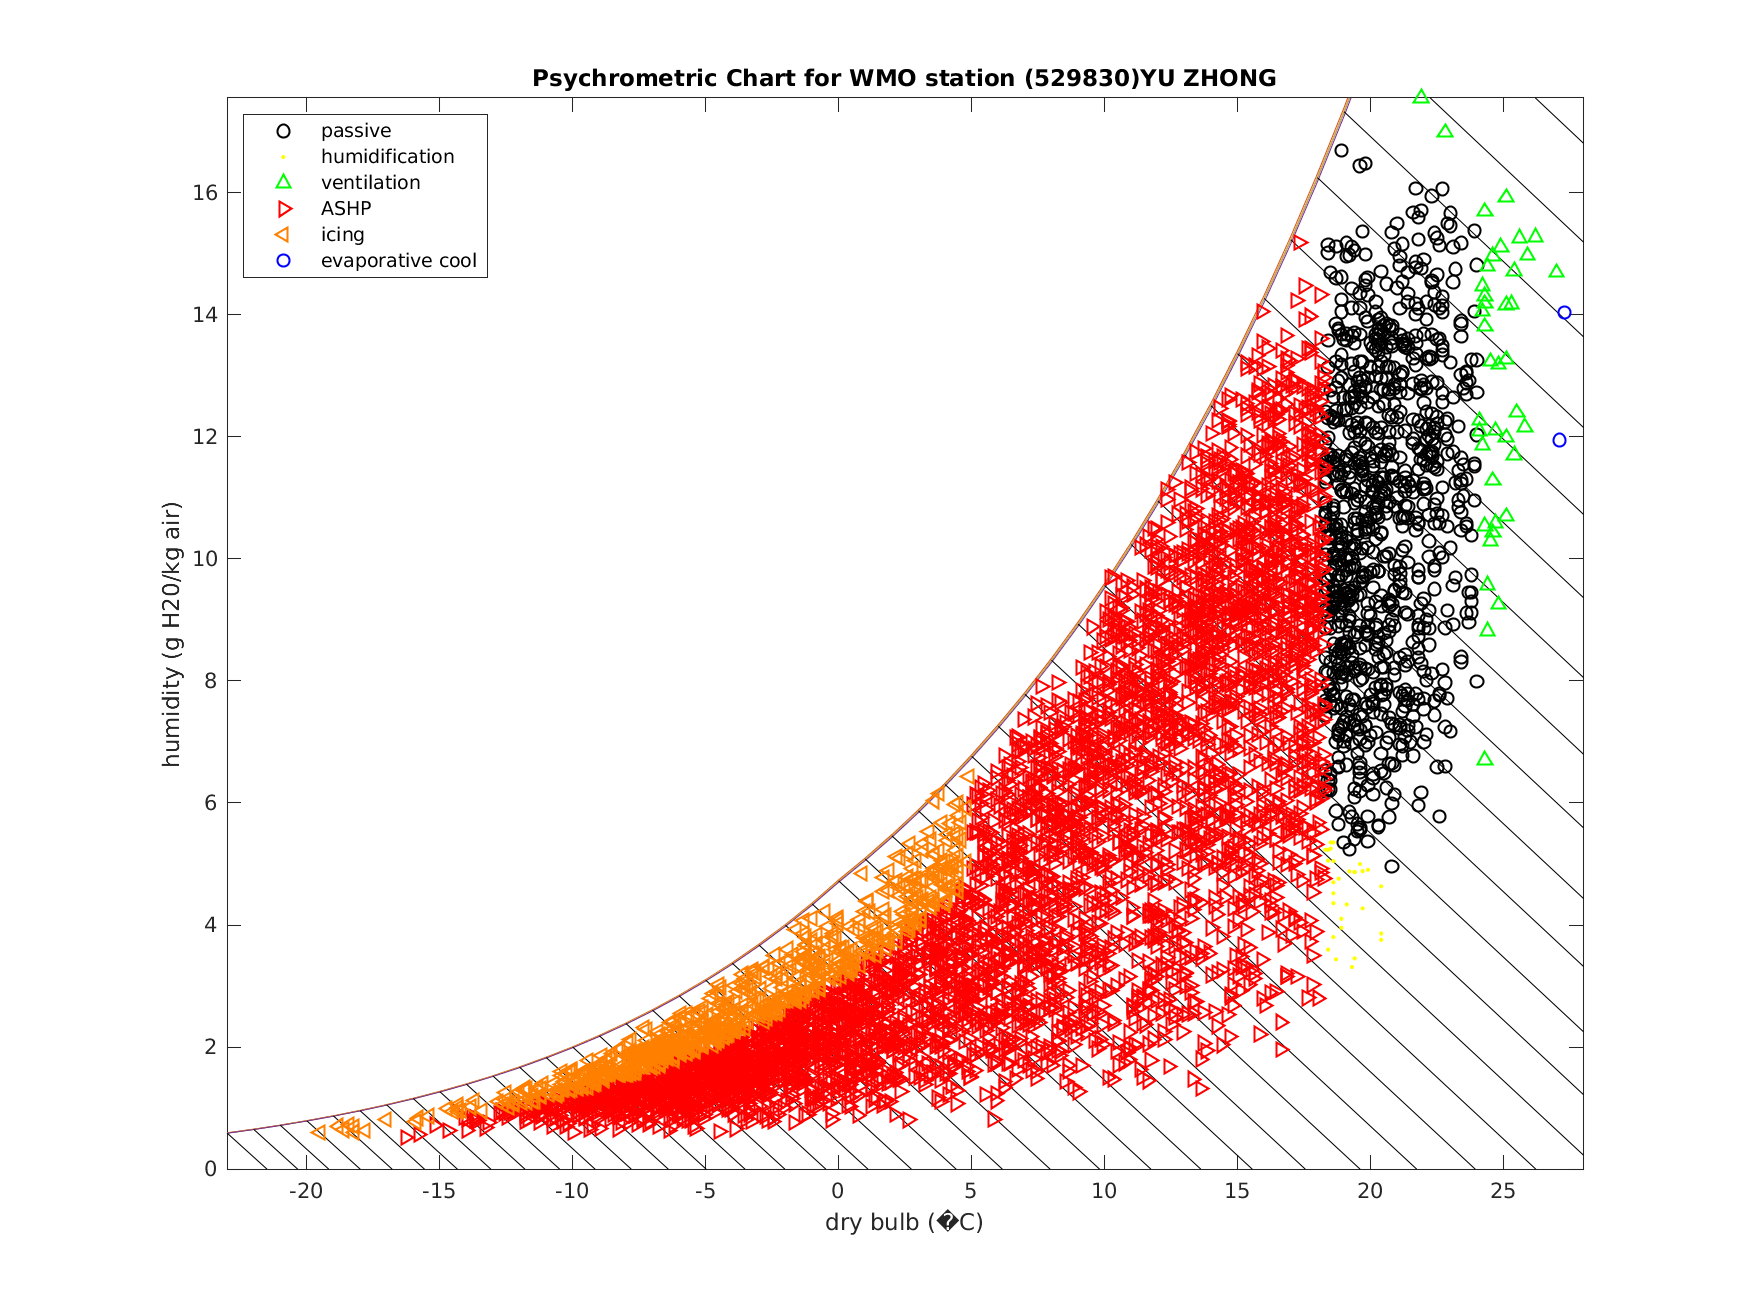 Psychrometric Chart for WMO station (529830)YU ZHONG
passive
humidification
ventilation
ASHP
icing
evaporative cool
humidity (g H20/kg air)
16
14
12
10
8
6
4
2
0
-20 -15 -10 -5 0 5 10 15 20 25
dry bulb (�C)